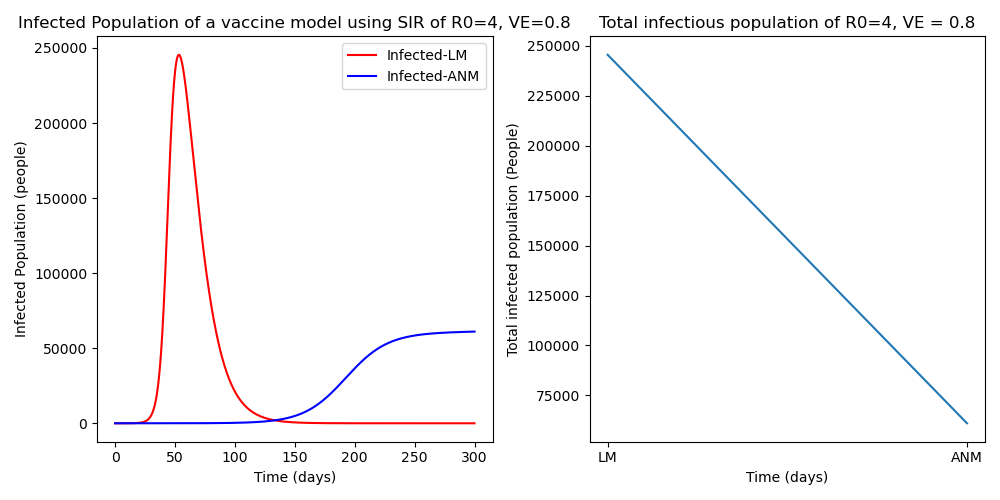 Infected Population of a vaccine model using SIR of R0=4, VE=0.8
Infected Population (people)
250000
200000
150000
100000
50000
0
Infected-LM
Infected-ANM
0 50 100 150 200 250 300
Time (days)
Total infectious population of R0=4, VE = 0.8
Total infected population (People)
250000
225000
200000
175000
150000
125000
100000
75000
LM ANM
Time (days)